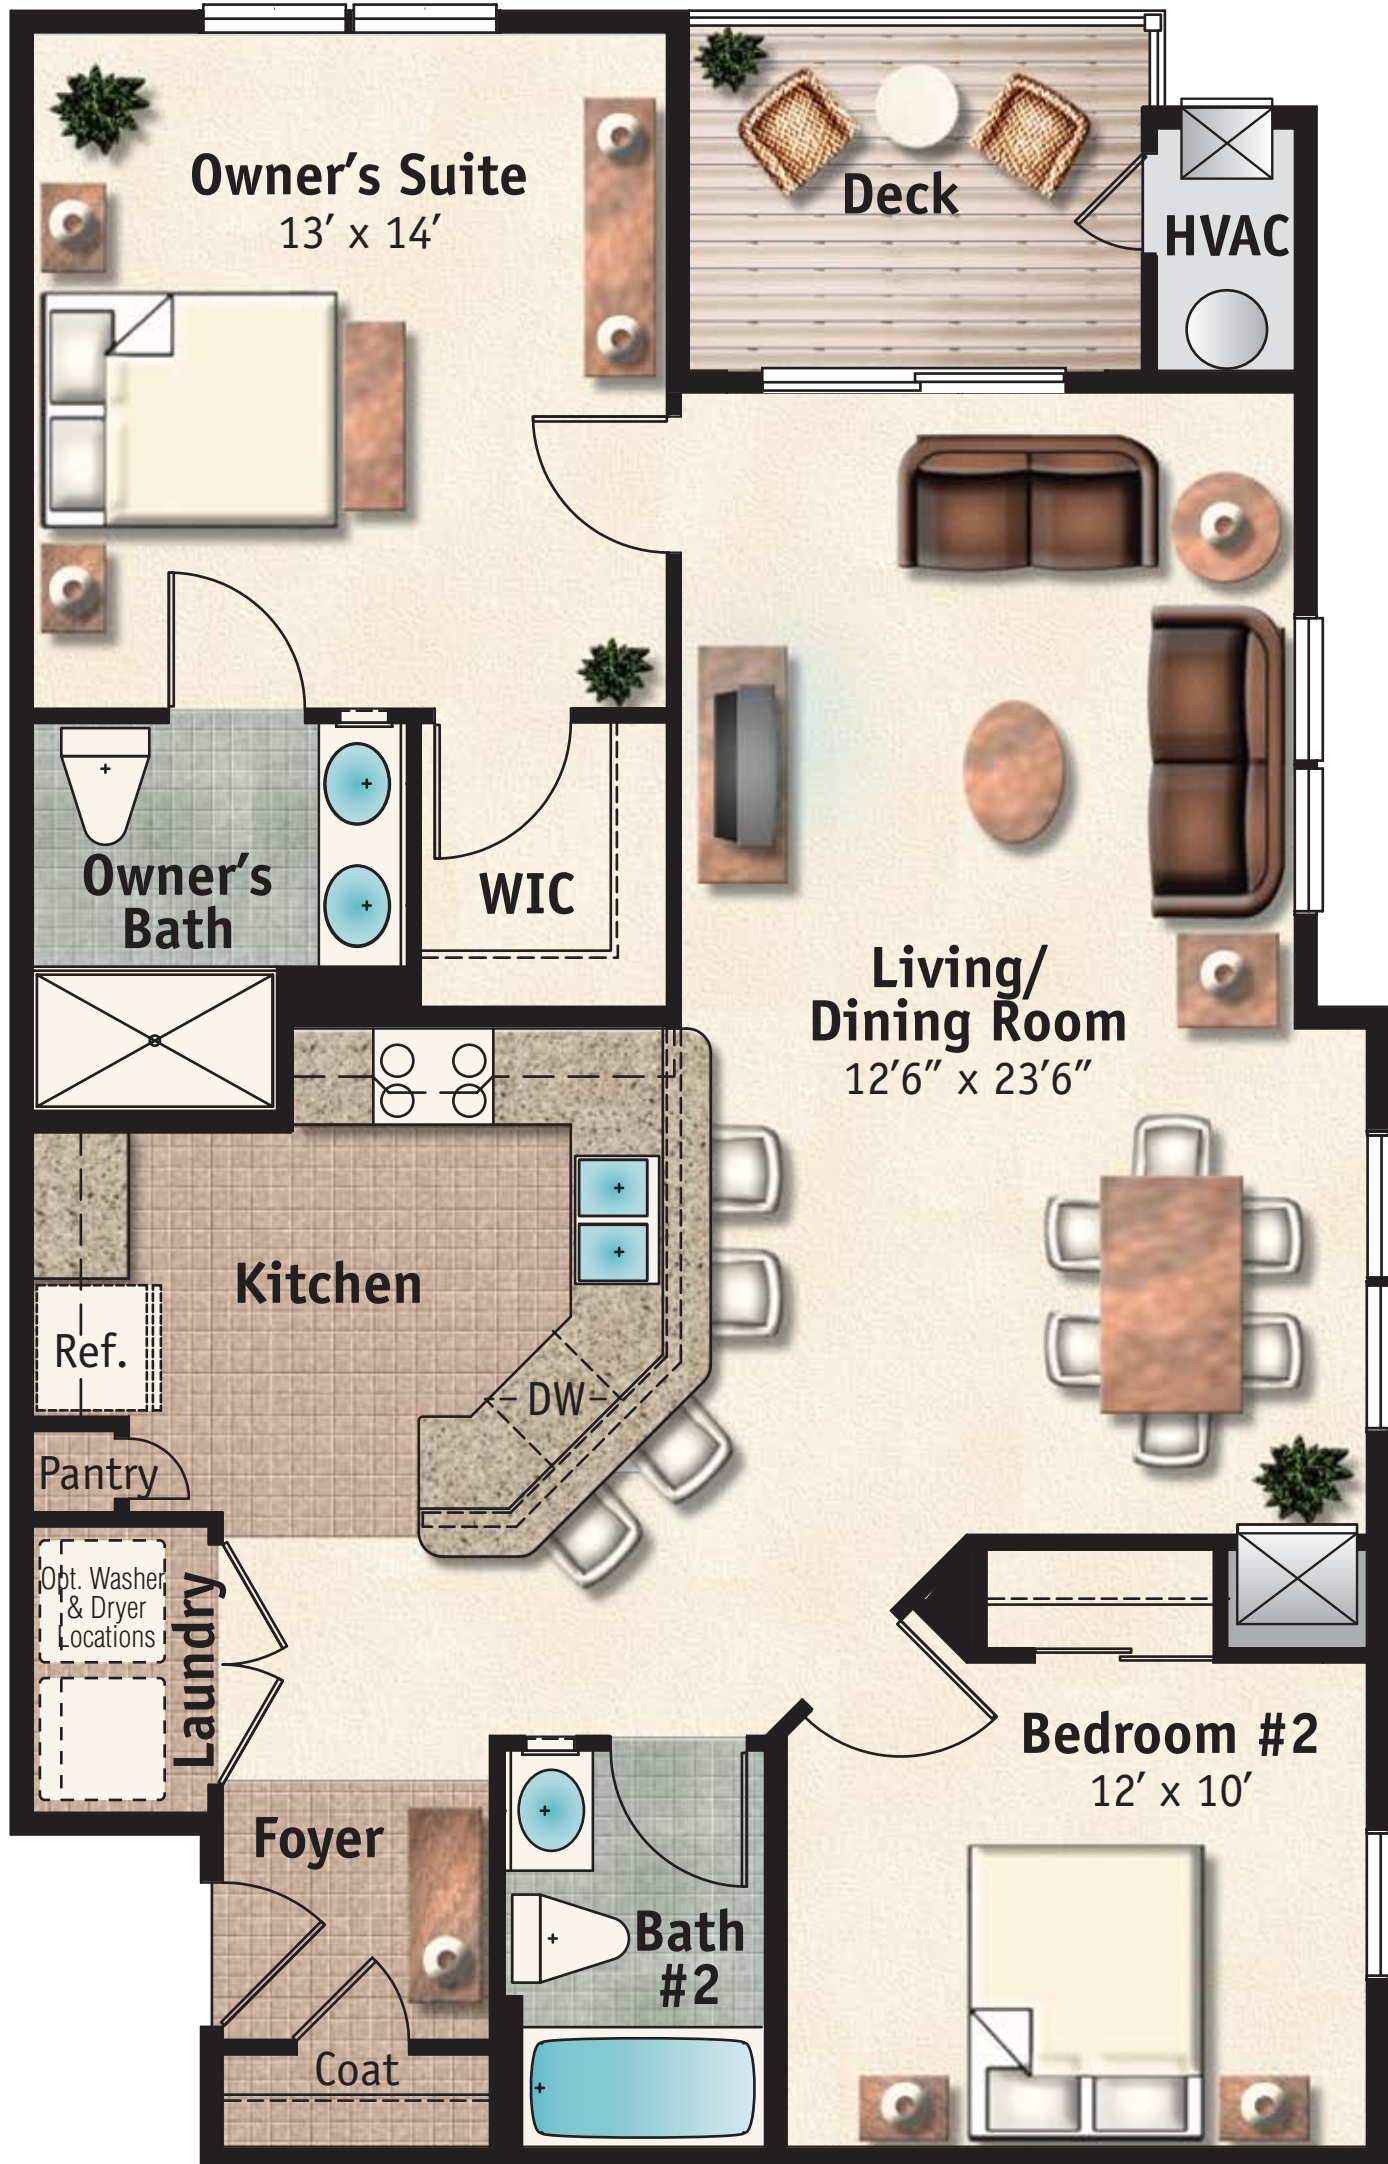 Owner's Suite
13' x 14'
Deck
HVAC
Owner's
Bath
WIC
Living/
Dining Room
12'6" x 23'6"
Kitchen
Ref.
DW
Pantry
Opt. Washer
& Dryer
Locations
Laundry
Bedroom #2
12' x 10'
Foyer
Bath
#2
Coat